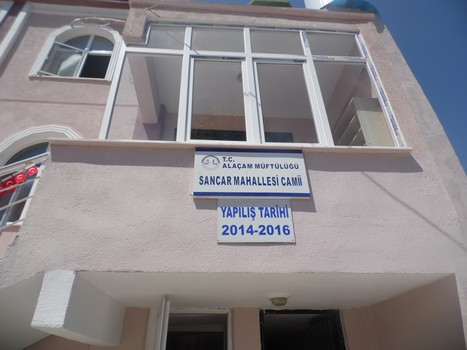 T.C.
ALAÇAM MÜFTÜLÜĞÜ
SANCAR MAHALLESİ CAMİİ
YAPILIŞ TARİHİ
2014-2016